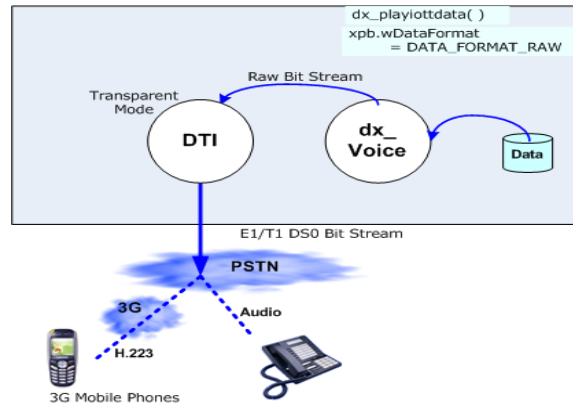 dx_playiottdata( )
xpb.wDataFormat
= DATA_FORMAT_RAW
Raw Bit Stream
Transparent
Mode
DTI
dx_
Voice
Data
E1/T1 DS0 Bit Stream
PSTN
3G
Audio
H.223
3G Mobile Phones